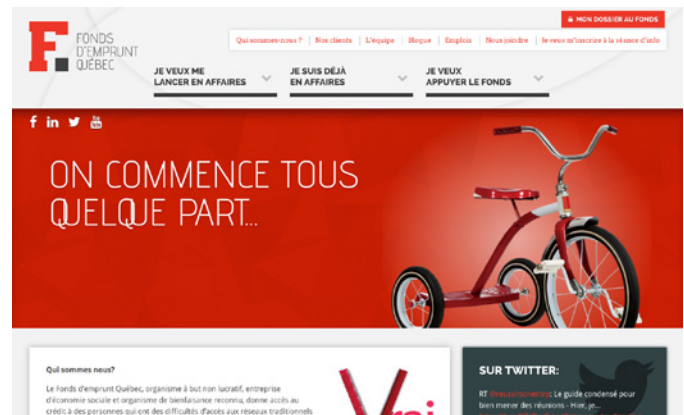 MON DOSSIER AU FONDS
FONDS
D'EMPRUNT
QUÉBEC
Qui sommes-nous ? | Nos clients | L'équipe | Blogue | Emplois | Nous joindre | Je veux m'inscrire à la séance d'info
JE VEUX ME
LANCER EN AFFAIRES
JE SUIS DÉJÀ
EN AFFAIRES
JE VEUX
APPUYER LE FONDS
ON COMMENCE TOUS
QUELQUE PART...
Qui sommes nous?
Le Fonds d'emprunt Québec, organisme à but non lucratif, entreprise
d'économie sociale et organisme de bienfaisance reconnu, donne accès au
crédit à des personnes qui ont des difficultés d'accès aux réseaux traditionnels
Vrai
SUR TWITTER:
RT Le guide condensé pour
bien mener des réunions - Hier, je...